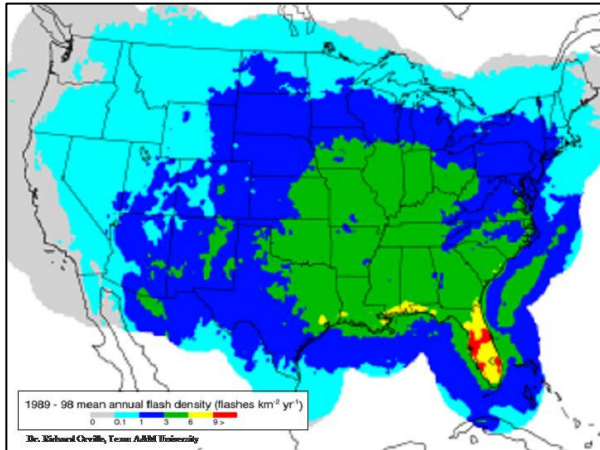 1989 - 98 mean annual flash density (flashes km⁻² yr⁻¹)
0 0.1 1 3 6 9 >
Dr. Richard Orville, Texas A&M University